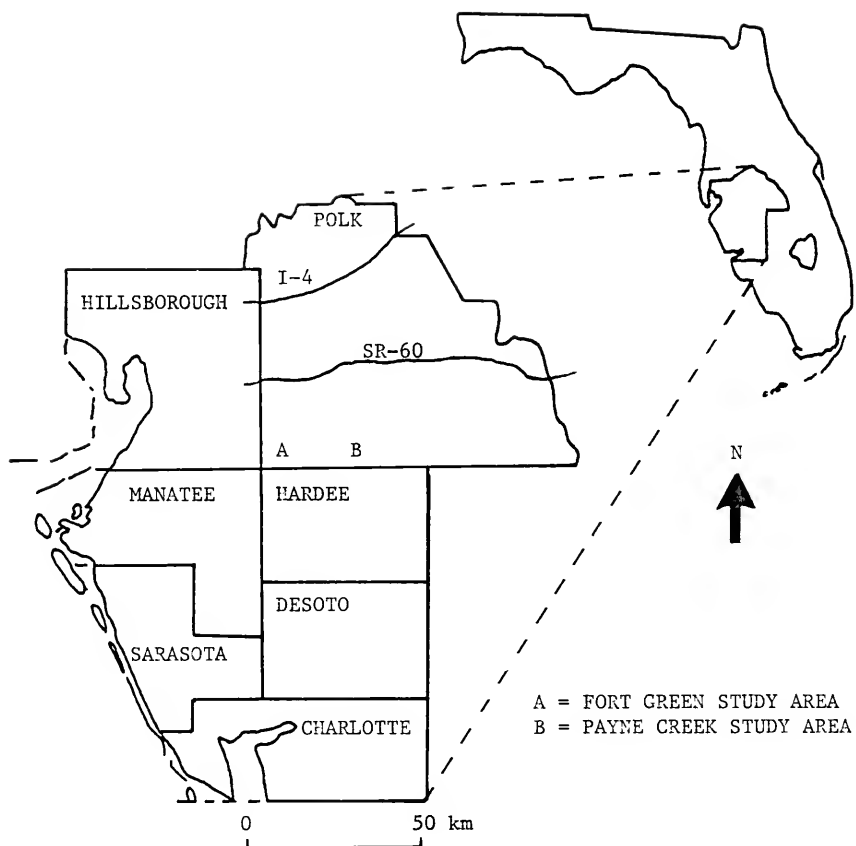 POLK
I-4
HILLSBOROUGH
SR-60
A B
N
MANATEE
HARDEE
DESOTO
SARASOTA
A = FORT GREEN STUDY AREA
B = PAYNE CREEK STUDY AREA
CHARLOTTE
0 50 km